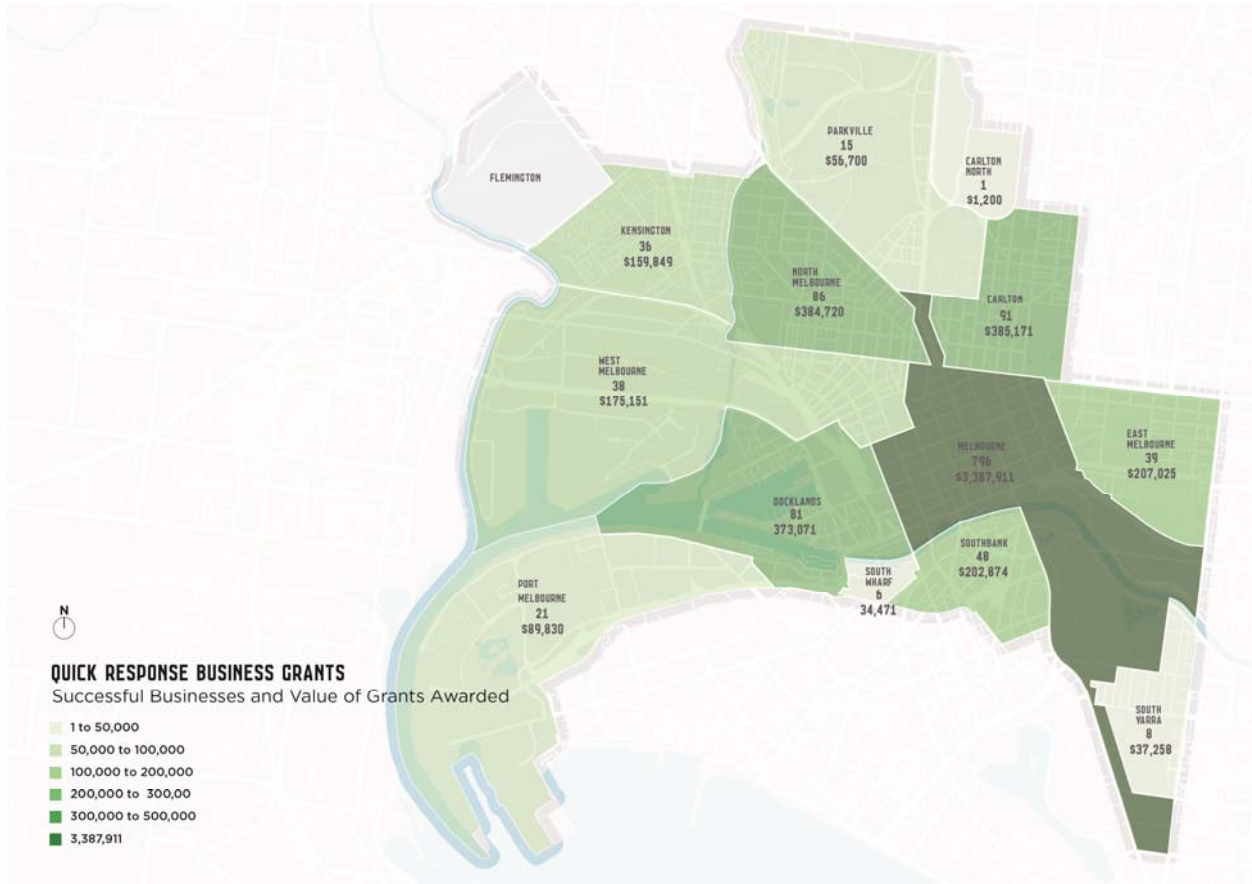 PARKVILLE
15
$56,700
CARLTON
NORTH
1
$1,200
FLEMINGTON
KENSINGTON
36
$159,849
NORTH
MELBOURNE
86
$384,720
CARLTON
91
$385,171
WEST
MELBOURNE
38
$175,151
MELBOURNE
796
$3,387,911
EAST
MELBOURNE
39
$207,025
DOCKLANDS
81
373,071
SOUTHBANK
48
$202,874
SOUTH
WHARF
6
34,471
PORT
MELBOURNE
21
$89,830
SOUTH
YARRA
8
$37,258
N
QUICK RESPONSE BUSINESS GRANTS
Successful Businesses and Value of Grants Awarded
1 to 50,000
50,000 to 100,000
100,000 to 200,000
200,000 to 300,00
300,000 to 500,000
3,387,911